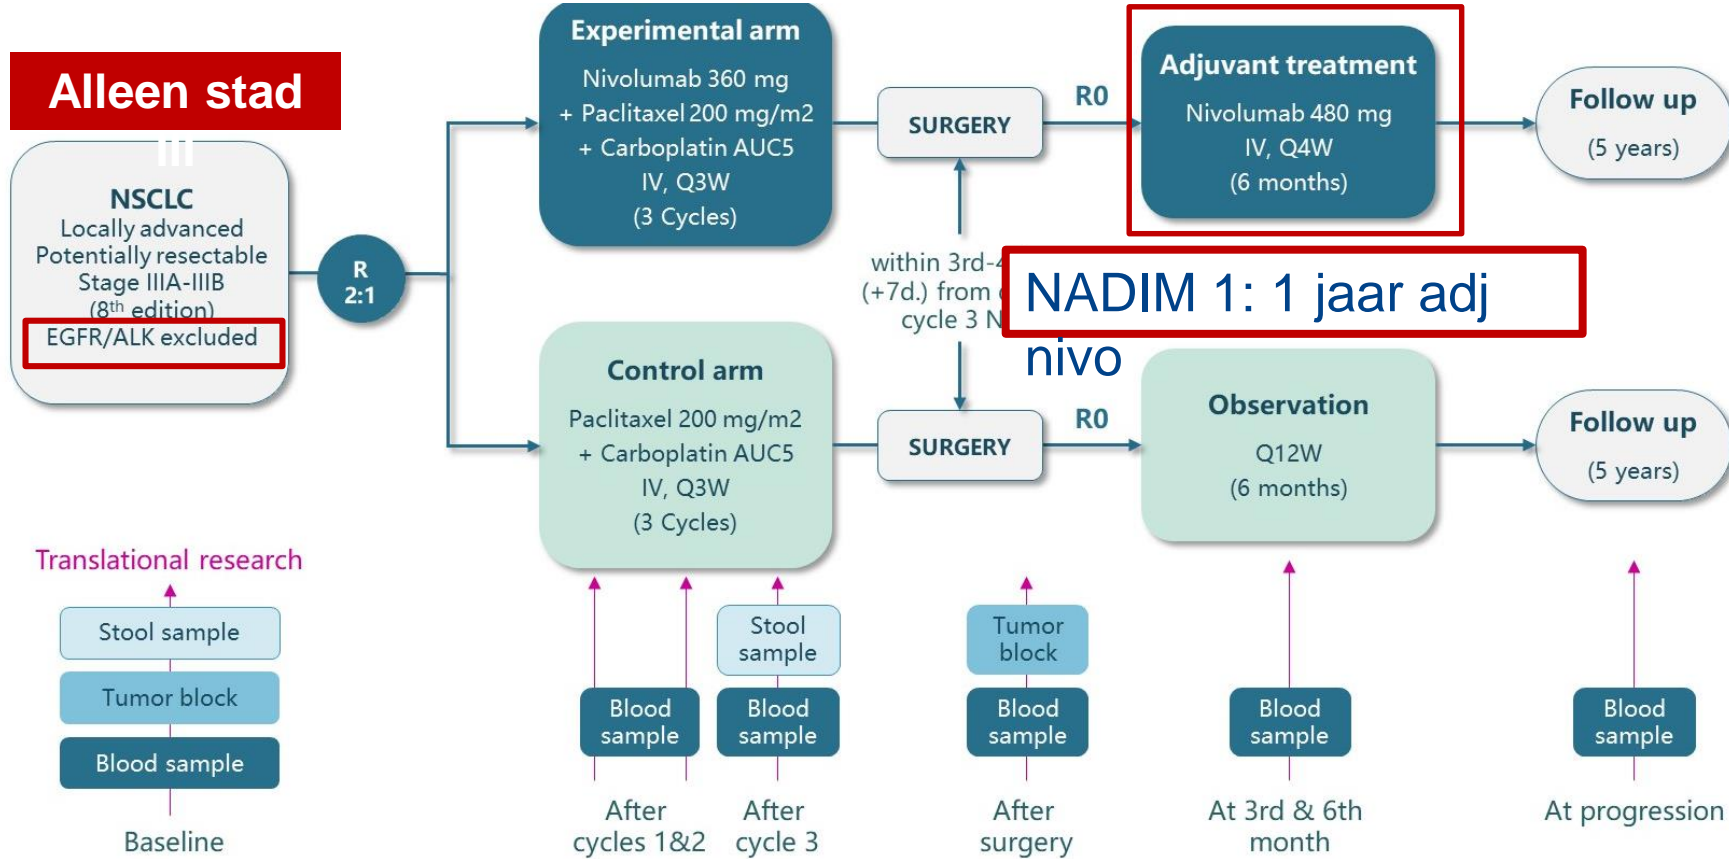 Alleen stad
III
NSCLC
Locally advanced
Potentially resectable
Stage IIIA-IIIB
(8th edition)
EGFR/ALK excluded
R
2:1
Experimental arm
Nivolumab 360 mg
+ Paclitaxel 200 mg/m2
+ Carboplatin AUC5
IV, Q3W
(3 Cycles)
SURGERY
R0
Adjuvant treatment
Nivolumab 480 mg
IV, Q4W
(6 months)
Follow up
(5 years)
within 3rd-4
(+7d.) from
cycle 3 N
NADIM 1: 1 jaar adj
nivo
Control arm
Paclitaxel 200 mg/m2
+ Carboplatin AUC5
IV, Q3W
(3 Cycles)
SURGERY
R0
Observation
Q12W
(6 months)
Follow up
(5 years)
Translational research
Stool sample
Tumor block
Blood sample
Baseline
Blood
sample
After
cycles 1&2
Stool
sample
Blood
sample
After
cycle 3
Tumor
block
Blood
sample
After
surgery
Blood
sample
At 3rd & 6th
month
Blood
sample
At progression